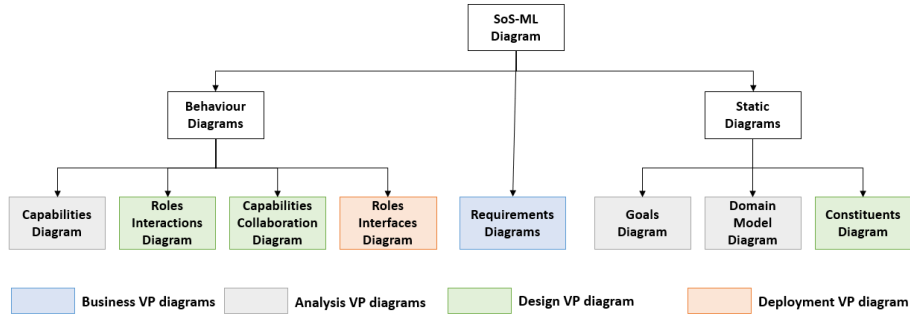 SoS-ML
Diagram
Behaviour
Diagrams
Static
Diagrams
Capabilities
Diagram
Roles
Interactions
Diagram
Capabilities
Collaboration
Diagram
Roles
Interfaces
Diagram
Requirements
Diagrams
Goals
Diagram
Domain
Model
Diagram
Constituents
Diagram
Business VP diagrams
Analysis VP diagrams
Design VP diagram
Deployment VP diagram